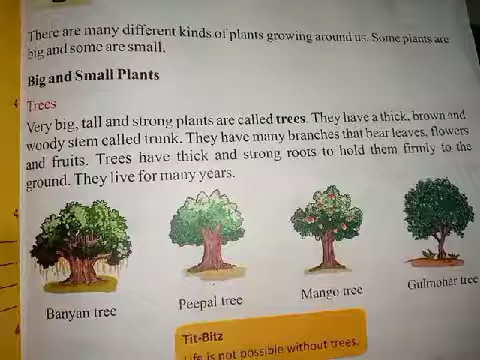 There are many different kinds of plants growing around us. Some plants are
big and some are small.
Big and Small Plants
Trees
Very big, tall and strong plants are called trees. They have a thick, brown and
woody stem called trunk. They have many branches that bear leaves, flowers
and fruits. Trees have thick and strong roots to hold them firmly to the
ground. They live for many years.
Banyan tree
Peepal tree
Mango tree
Gulmohar tree
Tit-Bitz
Life is not possible without trees.